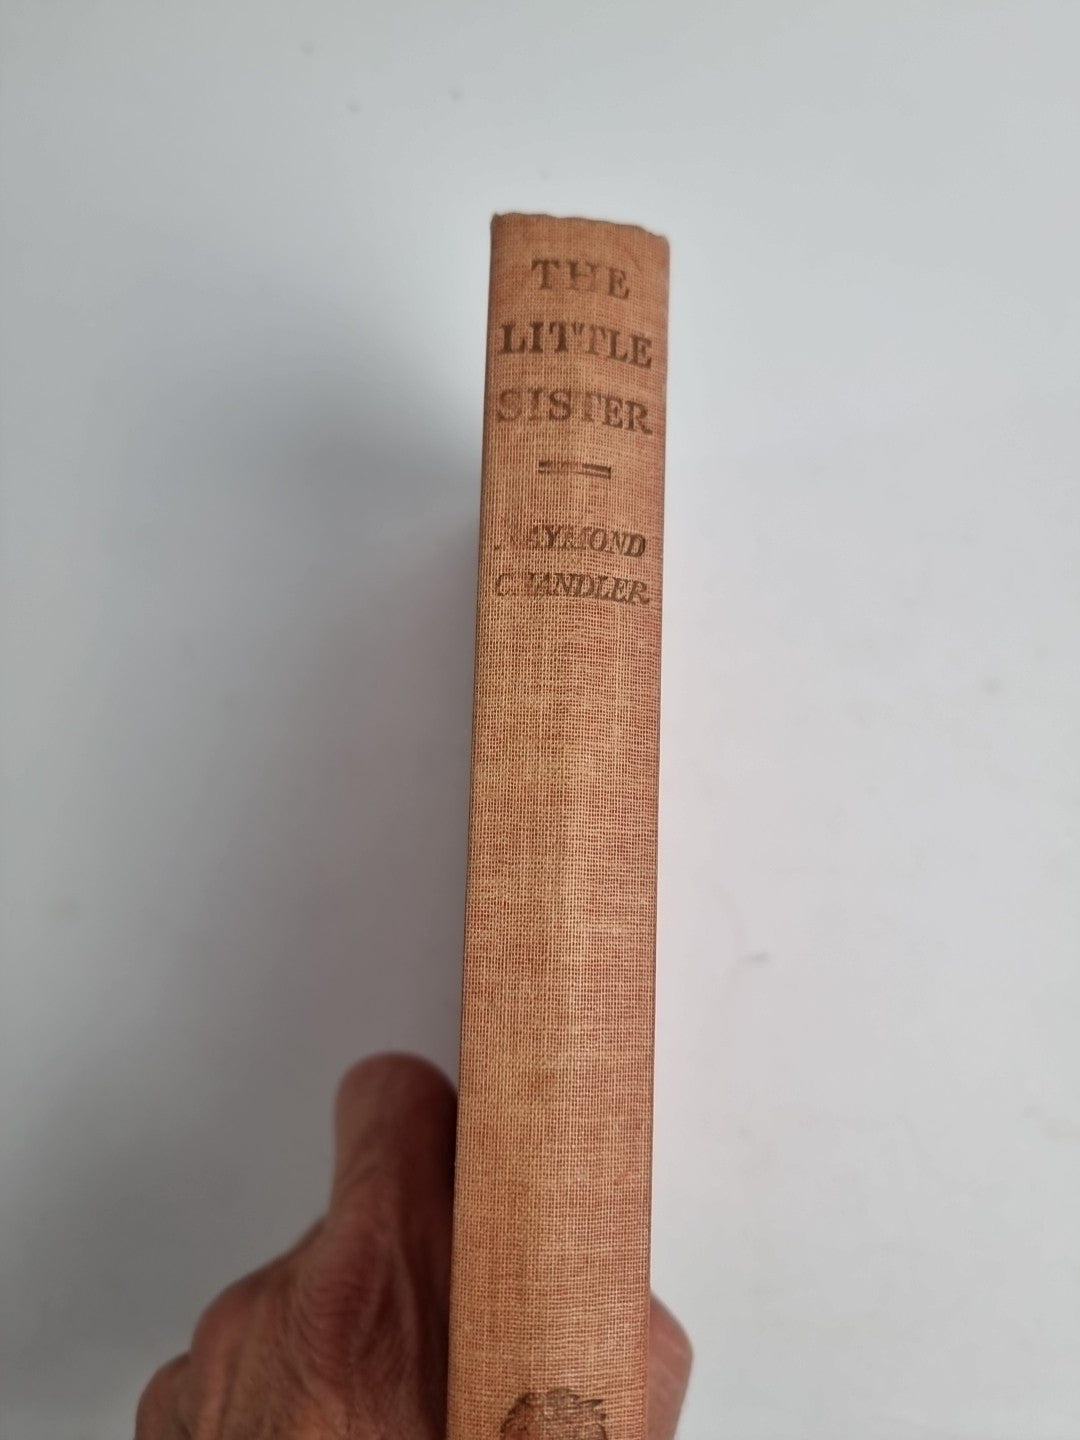 THE
LITTLE
SISTER
RAYMOND
CHANDLER